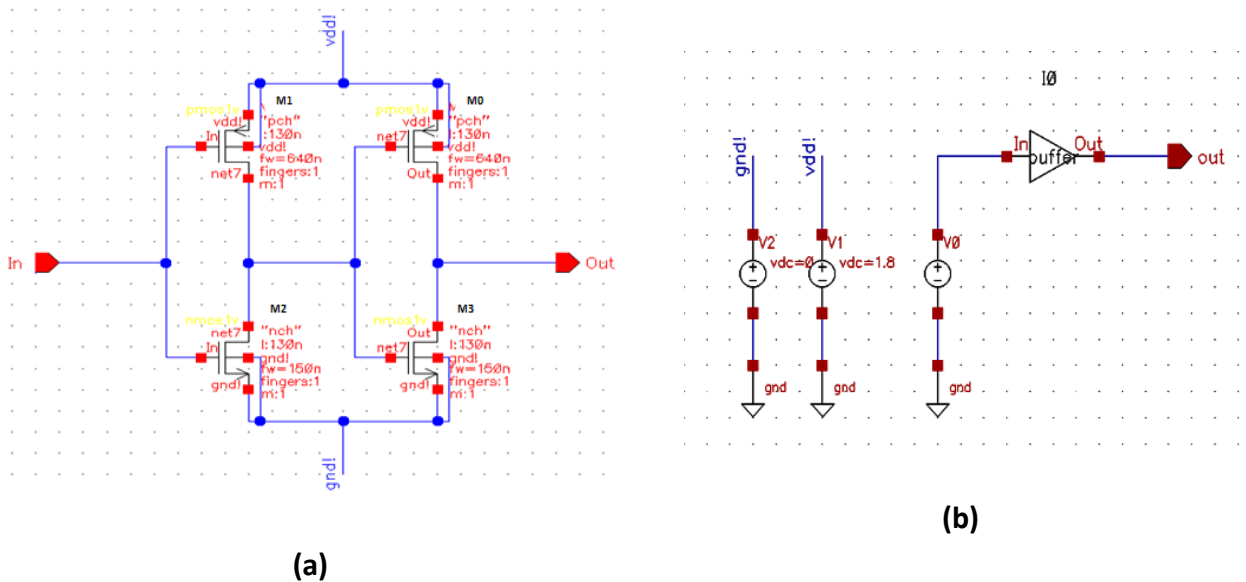 vdd!
M1
M0
pmos1v
pmos1v
vdd!
"pch"
In
l:130n
vdd!
fw=640n
net7
fingers:1
m:1
vdd!
"pch"
net7
l:130n
vdd!
fw=640n
Out
fingers:1
m:1
In
Out
M2
M3
nmos1v
nmos1v
net7
"nch"
In
l:130n
gnd!
fw=150n
gnd!
fingers:1
m:1
Out
"nch"
net7
l:130n
gnd!
fw=150n
gnd!
fingers:1
m:1
gnd!
(a)
I0
gnd!
vdd!
In
buffer
Out
out
V2
vdc=0
V1
vdc=1.8
V0
gnd
gnd
gnd
(b)